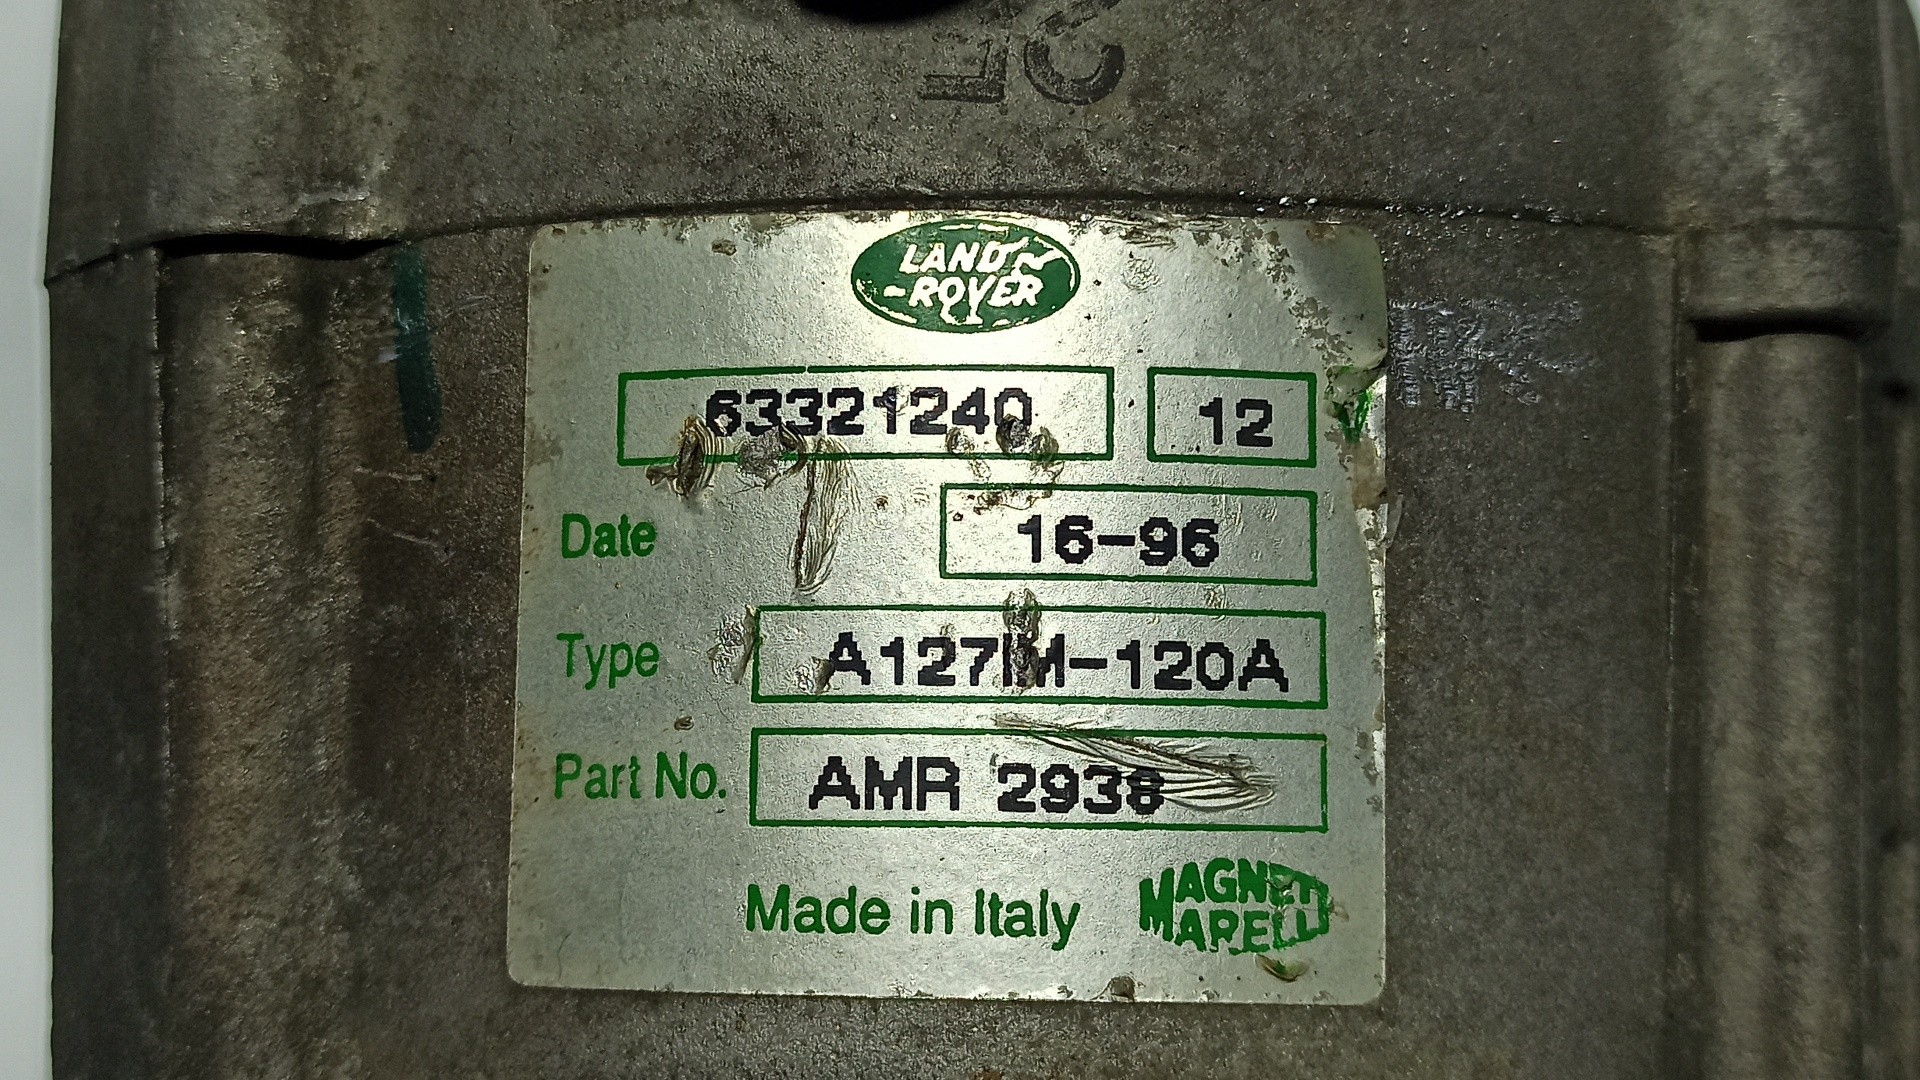 LAND
-ROVER
63321240 12
Date 16-96
Type A127IM-120A
Part No. AMR 2938
Made in Italy
MAGNETI
MARELLI